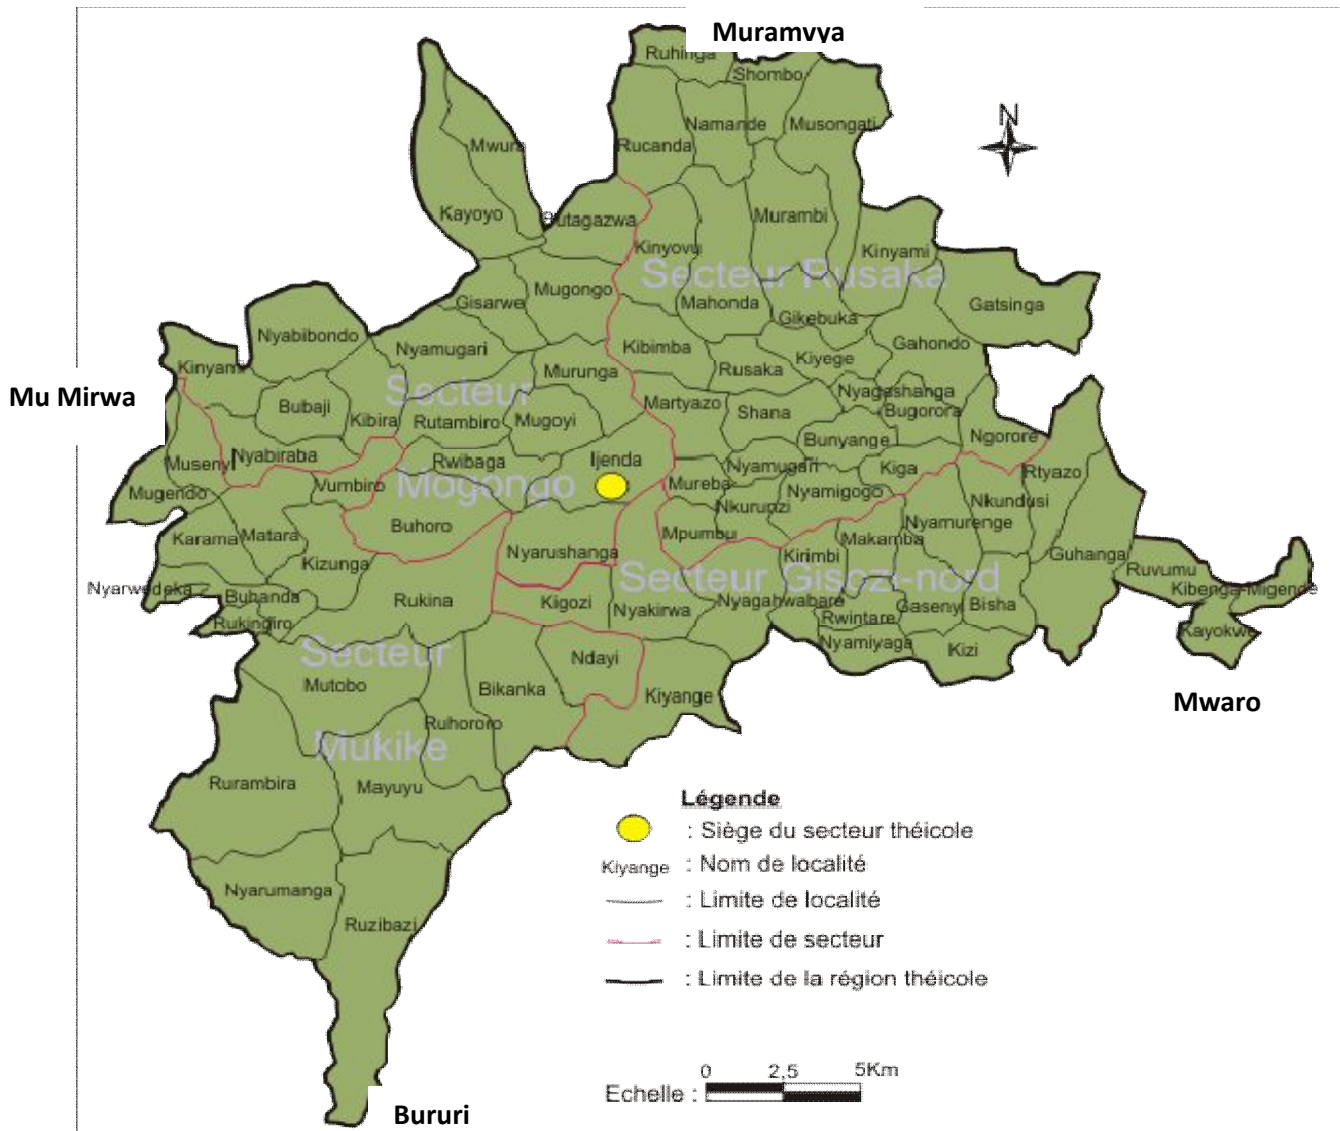 Muramvya
Ruhinga
Shombo
Namande
Musongati
Mwura
Rucanda
N
Kayoyo
utagazwa
Murambi
Kinyovu
Kinyami
Secteur Rusaka
Mugongo
Gisarwe
Mahonda
Gatsinga
Gikebuka
Nyabibondo
Nyamugari
Kibimba
Kiyege
Gahondo
Kinyami
Murunga
Rusaka
Mu Mirwa
Secteur
Nyagashanga
Bubaji
Kibira
Rutambiro
Mugoyi
Martyazo
Shana
Bugorora
Bunyange
Ngorore
Musenyi
Nyabiraba
Rwibaga
Ijenda
Nyamugari
Kiga
Rtyazo
Mugendo
Vumbiro
Mogongo
Mureba
Nyamigogo
Nkundusi
Nkurunzi
Karama
Matara
Buhoro
Mpumbu
Makamba
Nyamurenge
Nyarushanga
Kirimbi
Guhanga
Kizunga
Secteur Gisozi-nord
Ruvumu
Nyarwedeka
Buhanda
Rukina
Kigozi
Nyakirwa
Nyagahwabare
Gasenyi
Bisha
Kibenga-Migende
Rukingiro
Rwintare
Kayokwe
Secteur
Ndayi
Nyamiyaga
Kizi
Mutobo
Bikanka
Kiyange
Mwaro
Ruhororo
Mukike
Rurambira
Mayuyu
Nyarumanga
Ruzibazi
Légende
: Siège du secteur théicole
Kiyange : Nom de localité
: Limite de localité
: Limite de secteur
: Limite de la région théicole
0 2,5 5Km
Echelle :
Bururi